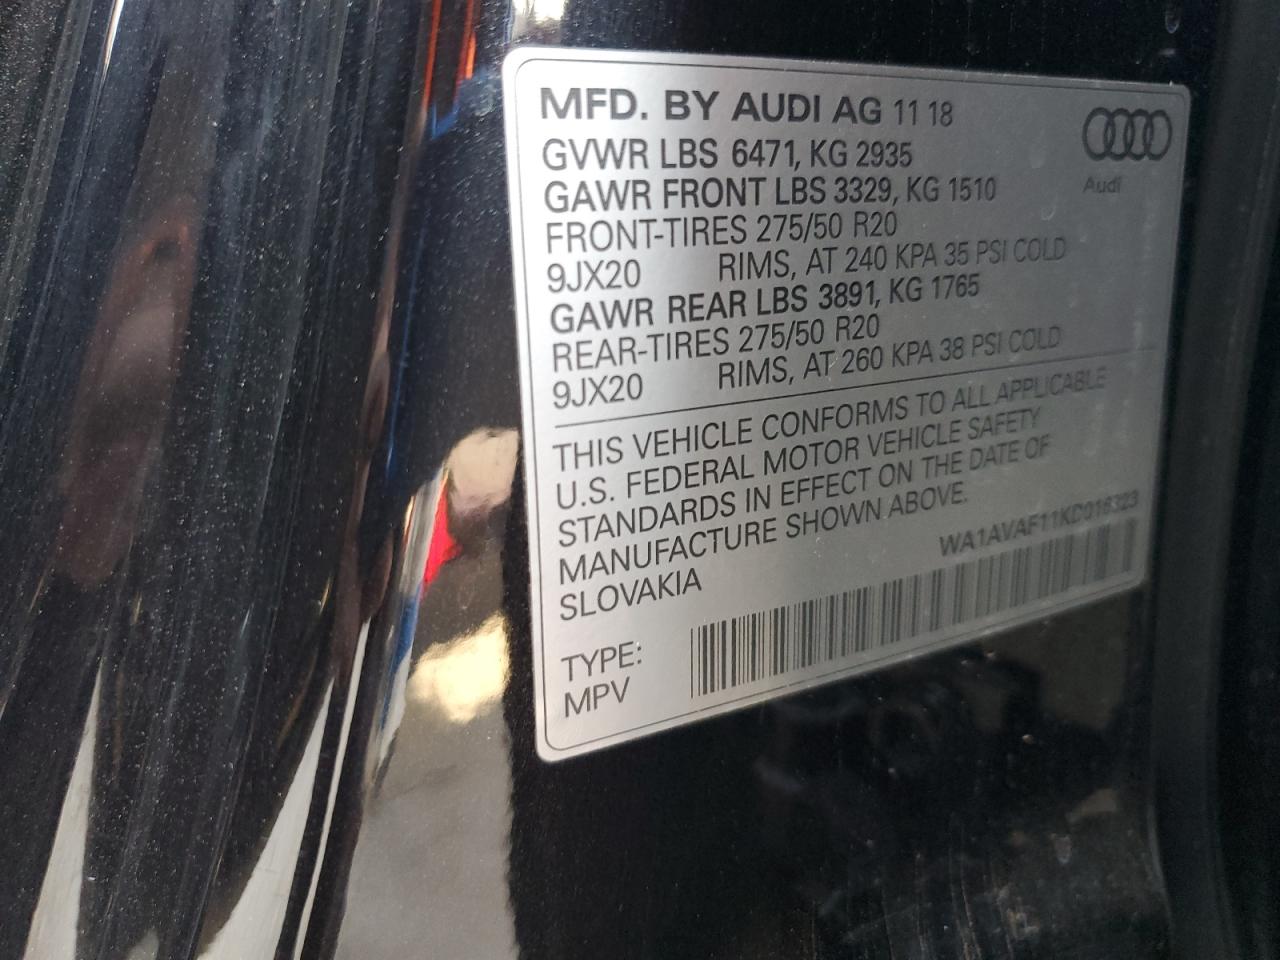 MFD. BY AUDI AG 11 18
Audi
GVWR LBS 6471, KG 2935
GAWR FRONT LBS 3329, KG 1510
FRONT-TIRES 275/50 R20
9JX20 RIMS, AT 240 KPA 35 PSI COLD
GAWR REAR LBS 3891, KG 1765
REAR-TIRES 275/50 R20
9JX20 RIMS, AT 260 KPA 38 PSI COLD
THIS VEHICLE CONFORMS TO ALL APPLICABLE
U.S. FEDERAL MOTOR VEHICLE SAFETY
STANDARDS IN EFFECT ON THE DATE OF
MANUFACTURE SHOWN ABOVE.
SLOVAKIA
WA1AVAF11KD016323
TYPE:
MPV